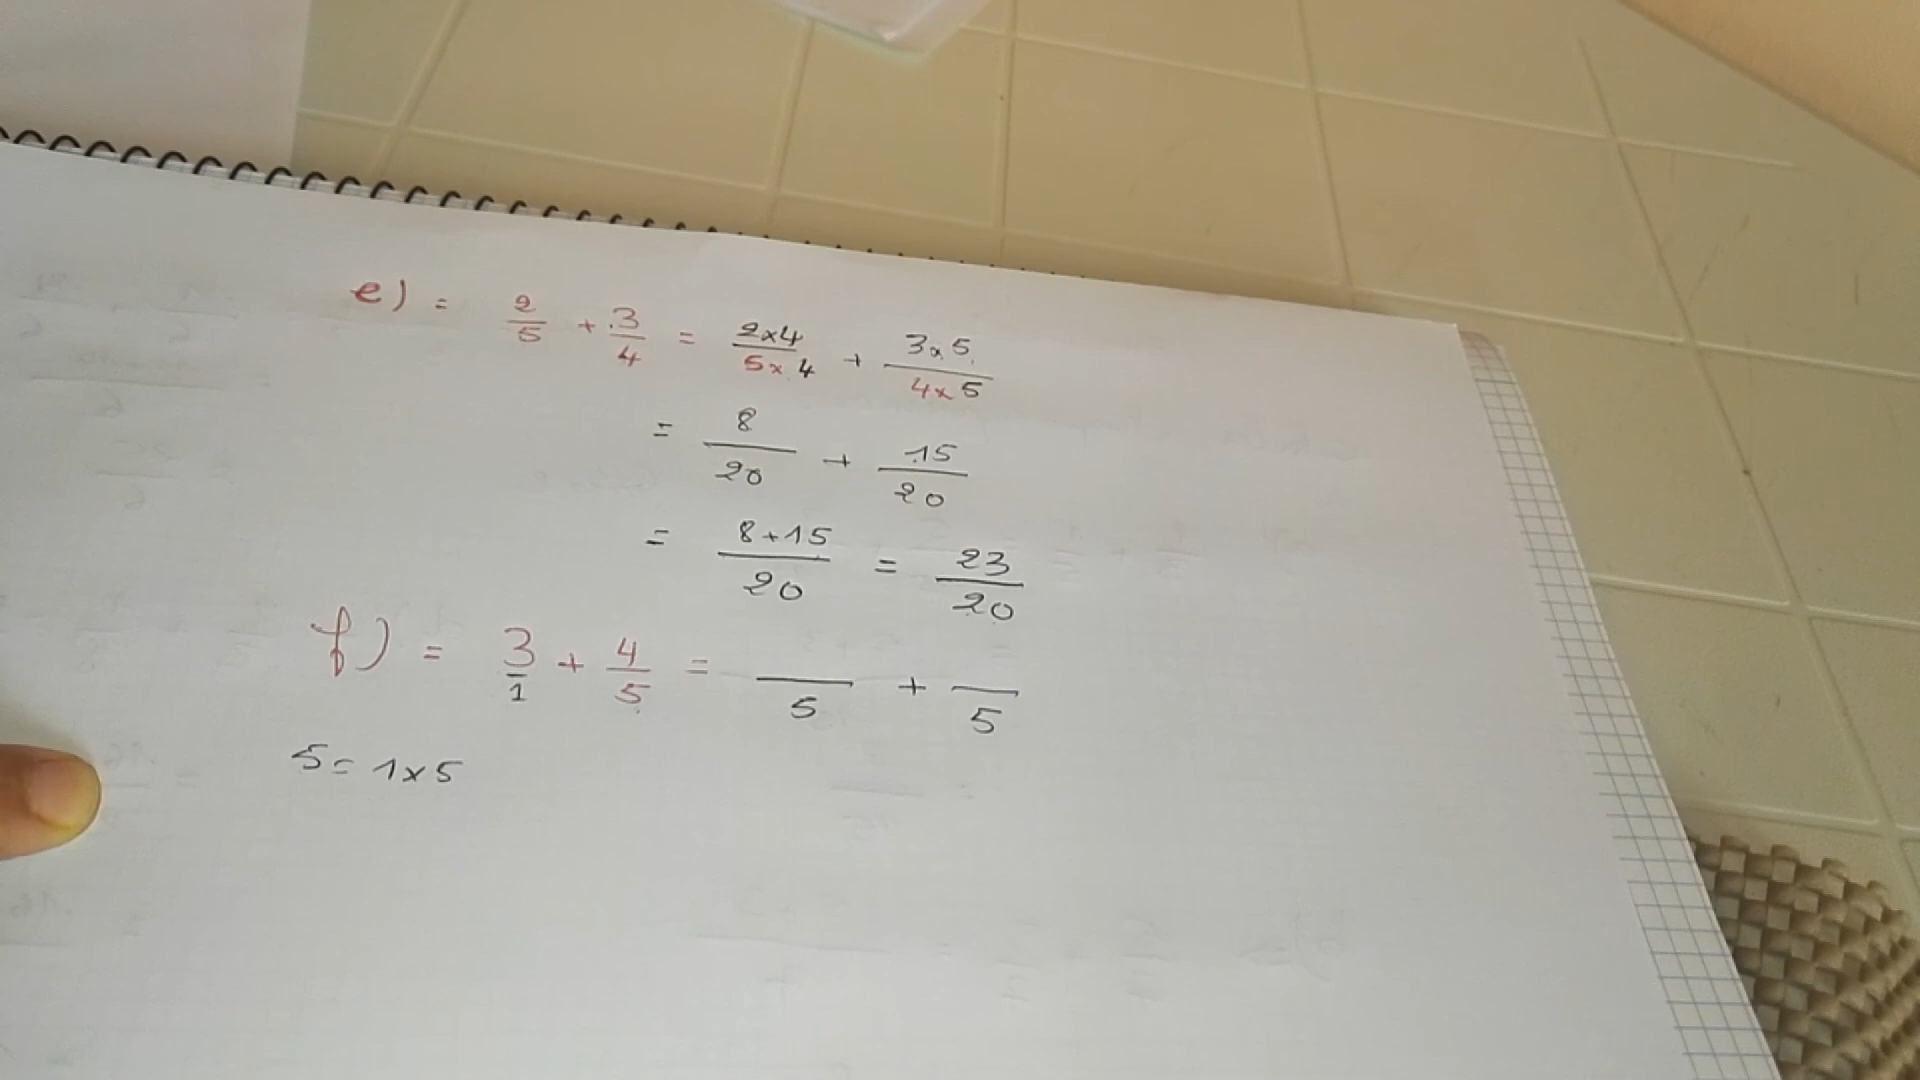 e) = 2/5 + 3/4 = 2x4/5x4 + 3x5/4x5
= 8/20 + 15/20
= 8+15/20 = 23/20
f) = 3/1 + 4/5 = /5 + /5
5 = 1x5